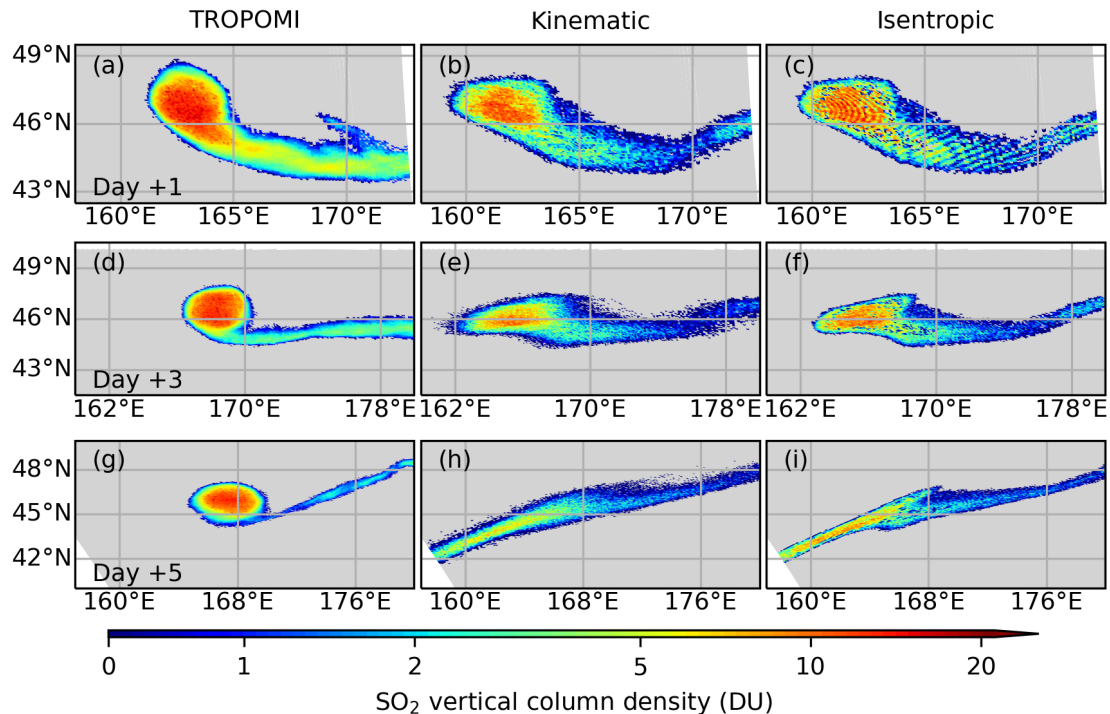 TROPOMI Kinematic Isentropic
49°N (a) (b) (c)
46°N
43°N Day +1
160°E 165°E 170°E 160°E 165°E 170°E 160°E 165°E 170°E
49°N (d) (e) (f)
46°N
43°N
Day +3
162°E 170°E 178°E 162°E 170°E 178°E 162°E 170°E 178°E
48°N (g) (h) (i)
45°N
42°N
Day +5
160°E 168°E 176°E 160°E 168°E 176°E 160°E 168°E 176°E
0 1 2 5 10 20
SO₂ vertical column density (DU)